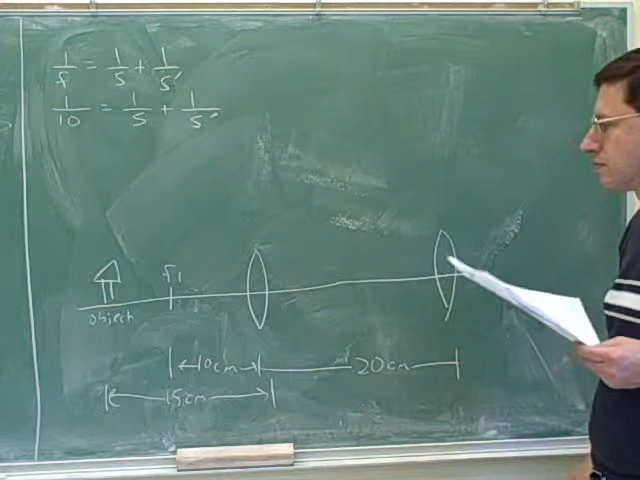 1/f = 1/s + 1/s'
1/10 = 1/s + 1/s'
f1
object
10cm
20cm
15cm